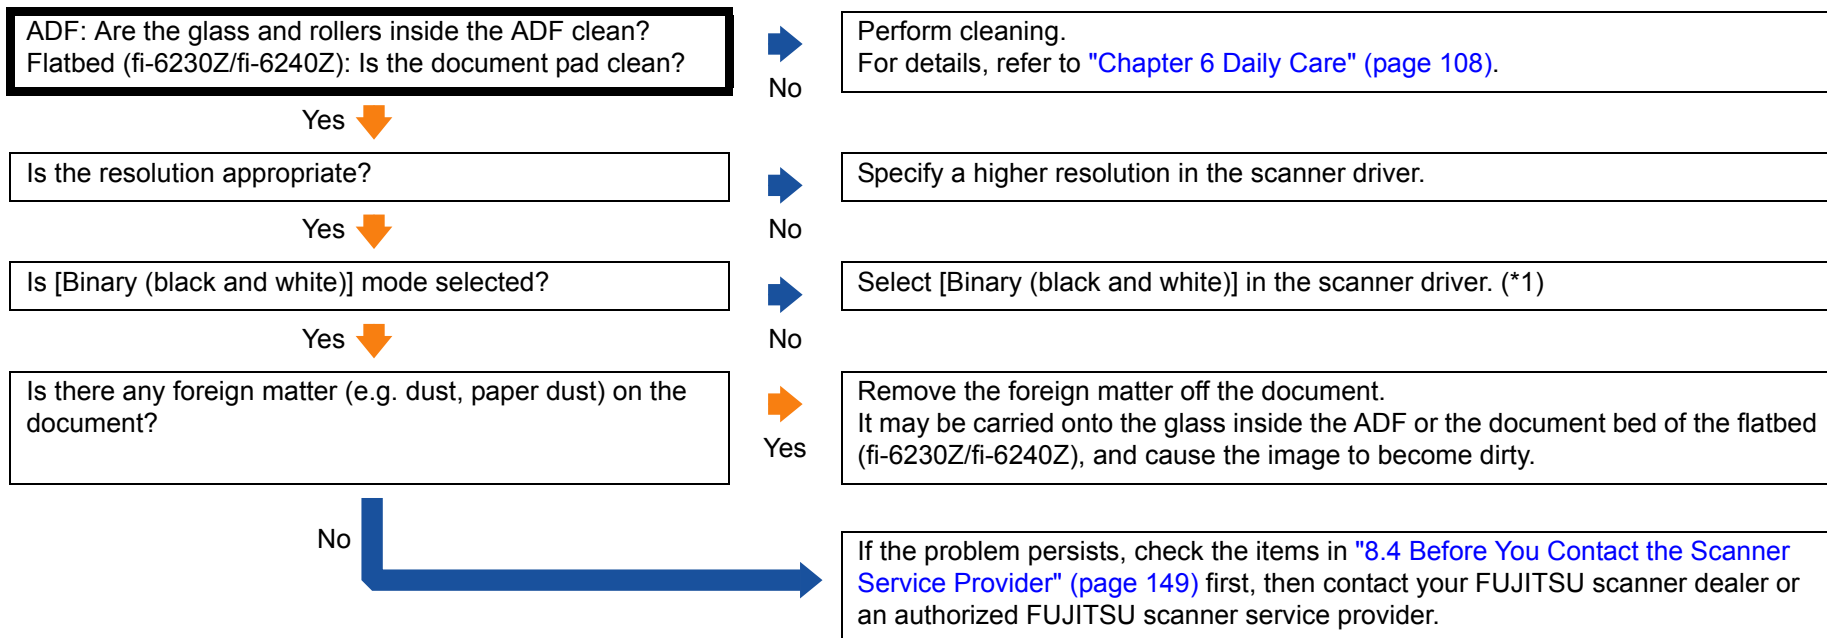 ADF: Are the glass and rollers inside the ADF clean?
Flatbed (fi-6230Z/fi-6240Z): Is the document pad clean?
No
Perform cleaning.
For details, refer to "Chapter 6 Daily Care" (page 108).
Yes
Is the resolution appropriate?
No
Specify a higher resolution in the scanner driver.
Yes
Is [Binary (black and white)] mode selected?
No
Select [Binary (black and white)] in the scanner driver. (*1)
Yes
Is there any foreign matter (e.g. dust, paper dust) on the
document?
Yes
Remove the foreign matter off the document.
It may be carried onto the glass inside the ADF or the document bed of the flatbed
(fi-6230Z/fi-6240Z), and cause the image to become dirty.
No
If the problem persists, check the items in "8.4 Before You Contact the Scanner
Service Provider" (page 149) first, then contact your FUJITSU scanner dealer or
an authorized FUJITSU scanner service provider.